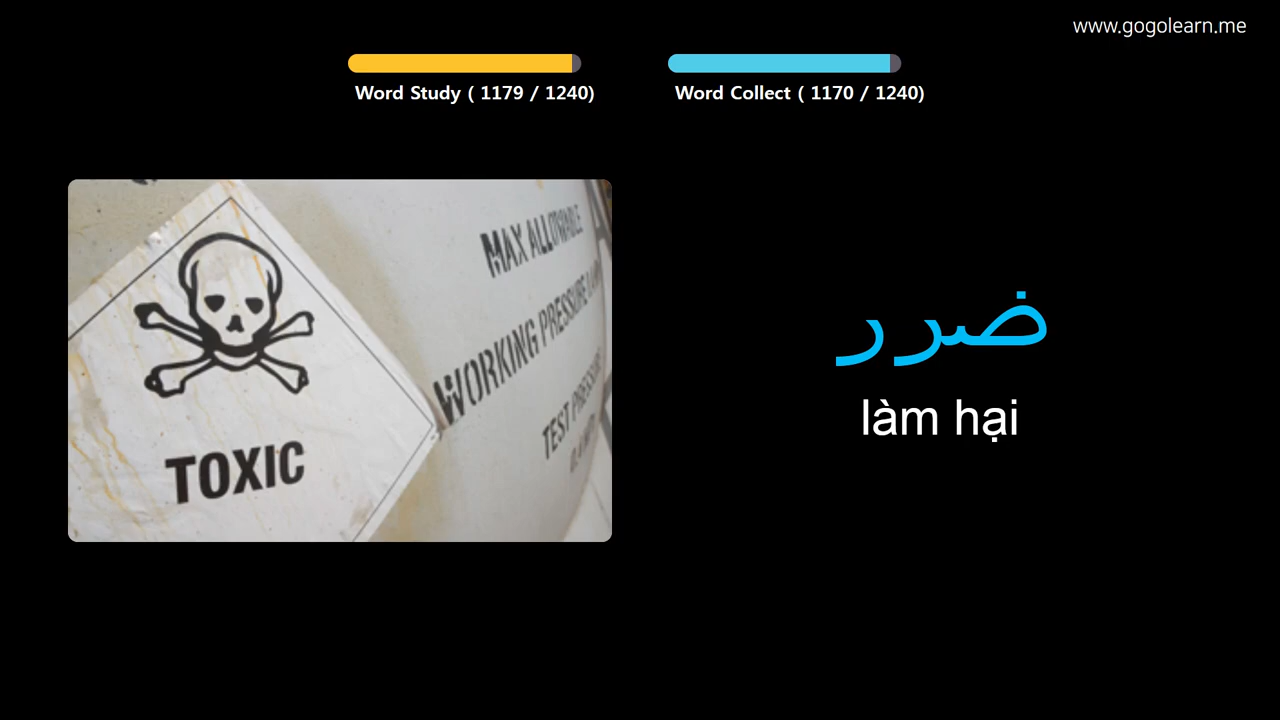 www.gogolearn.me
Word Study ( 1179 / 1240)
Word Collect ( 1170 / 1240)
MAX ALLOWABLE
WORKING PRESSURE
TEST PRESSURE
TOXIC
ضرر
làm hại